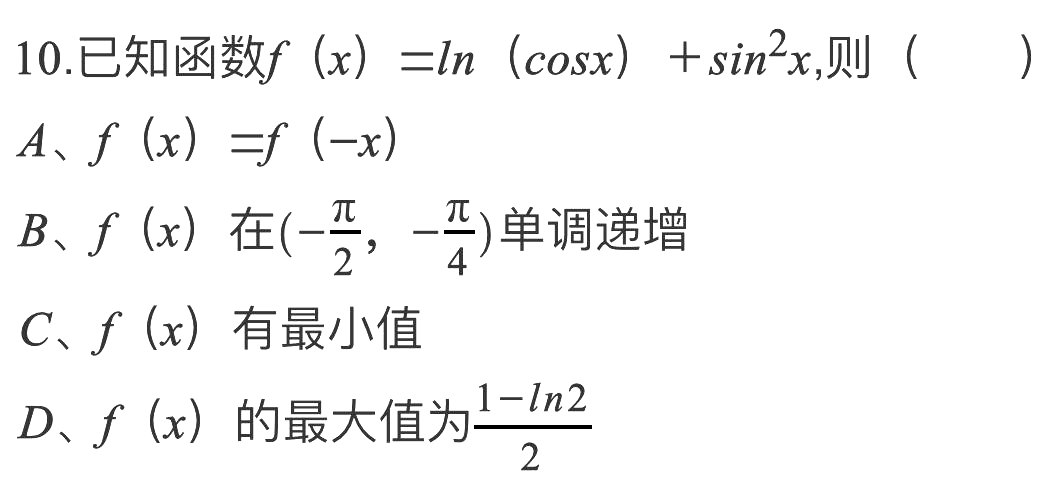 10.已知函数f（x）=ln（cosx）+sin²x,则（　　）
A、f（x）=f（-x）
B、f（x）在(-π/2，-π/4)单调递增
C、f（x）有最小值
D、f（x）的最大值为(1-ln2)/2